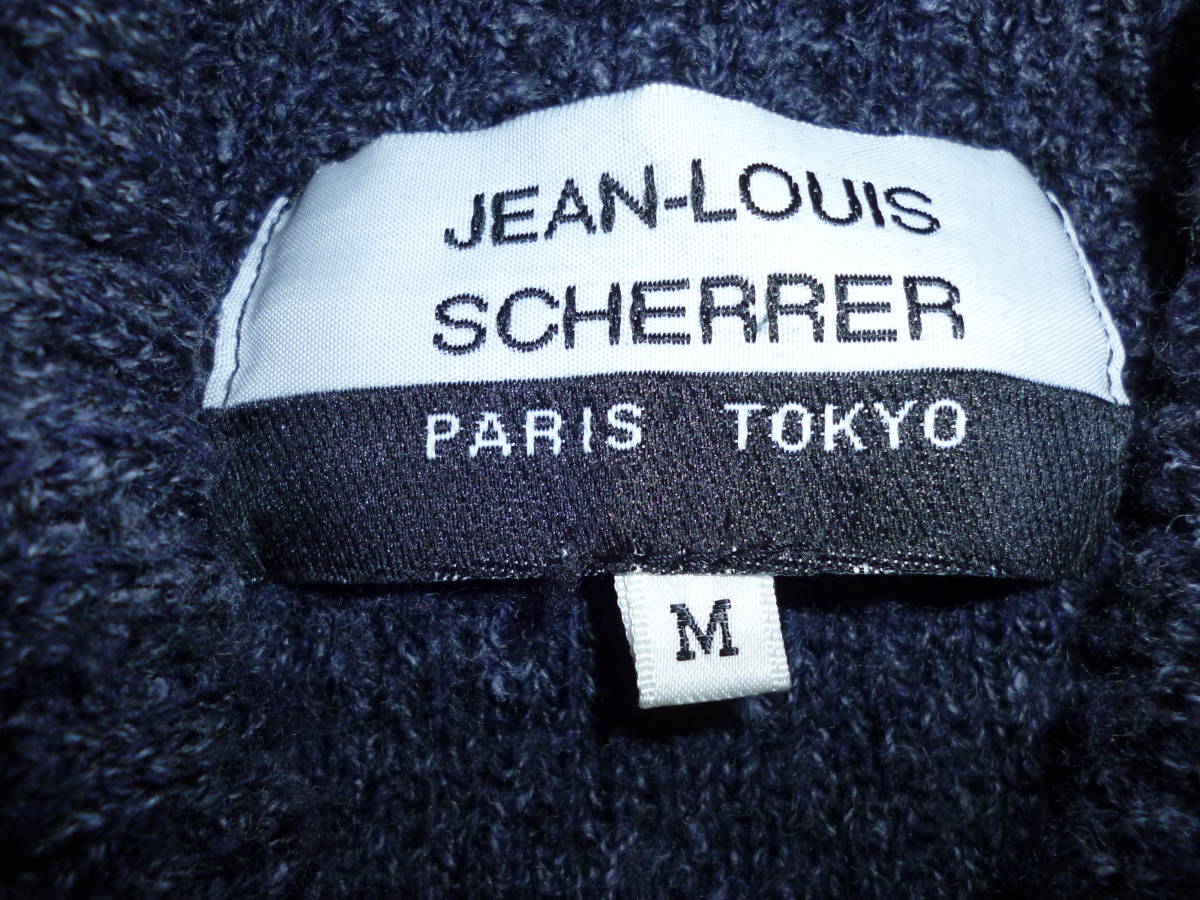 JEAN-LOUIS
SCHERRER
PARIS TOKYO
M